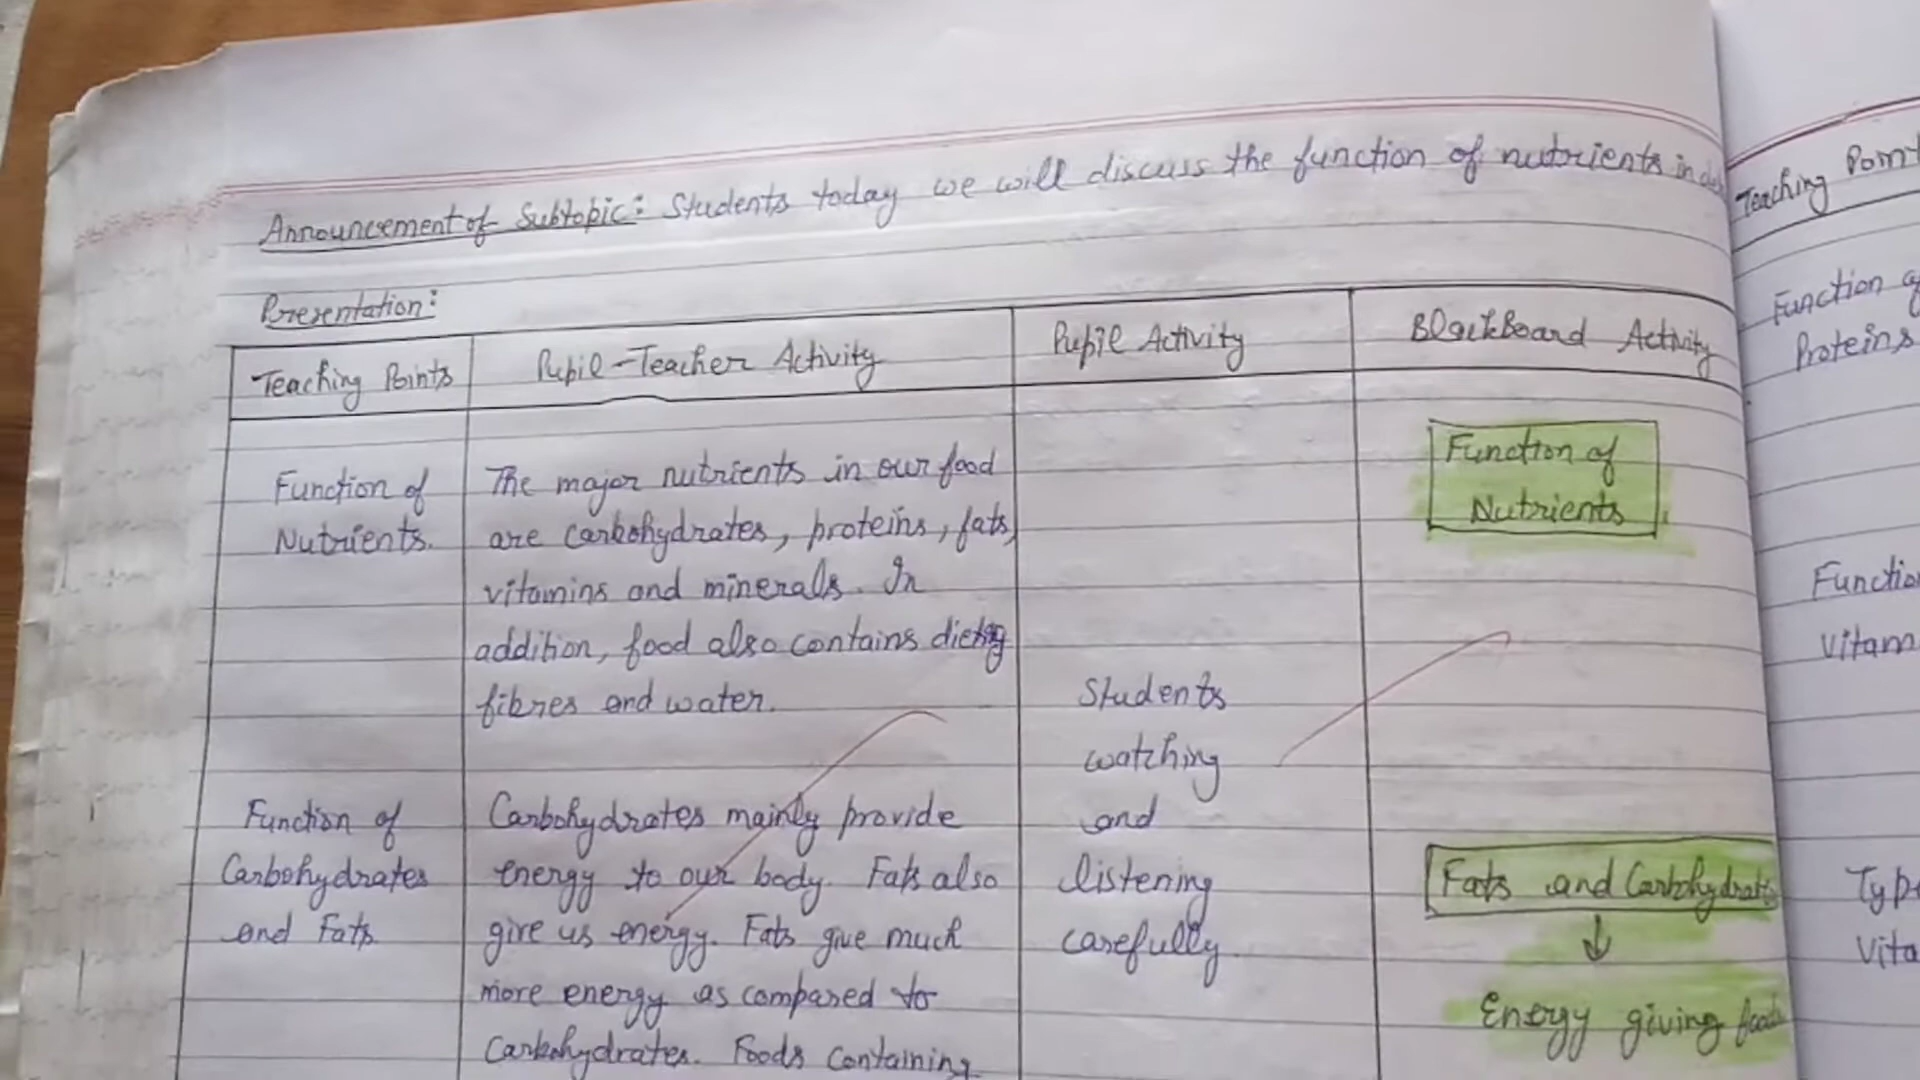 Announcement of Subtopic: Students today we will discuss the function of nutrients in
Presentation:
Teaching Points
Pupil-Teacher Activity
Pupil Activity
BlackBoard Activity
Function of
Nutrients.
The major nutrients in our food
are carbohydrates, proteins, fats,
vitamins and minerals. In
addition, food also contains
fibres and water.
Function of
Nutrients
Function of
Carbohydrates
and Fats
Carbohydrates mainly provide
energy to our body. Fats also
give us energy. Fats give much
more energy as compared to
Carbohydrates. Foods containing
Students
watching
and
listening
carefully.
Fats and Carbohydrates
↓
Energy giving
Teaching Point
Function
Proteins
Functio
Vitam
Typ
Vita